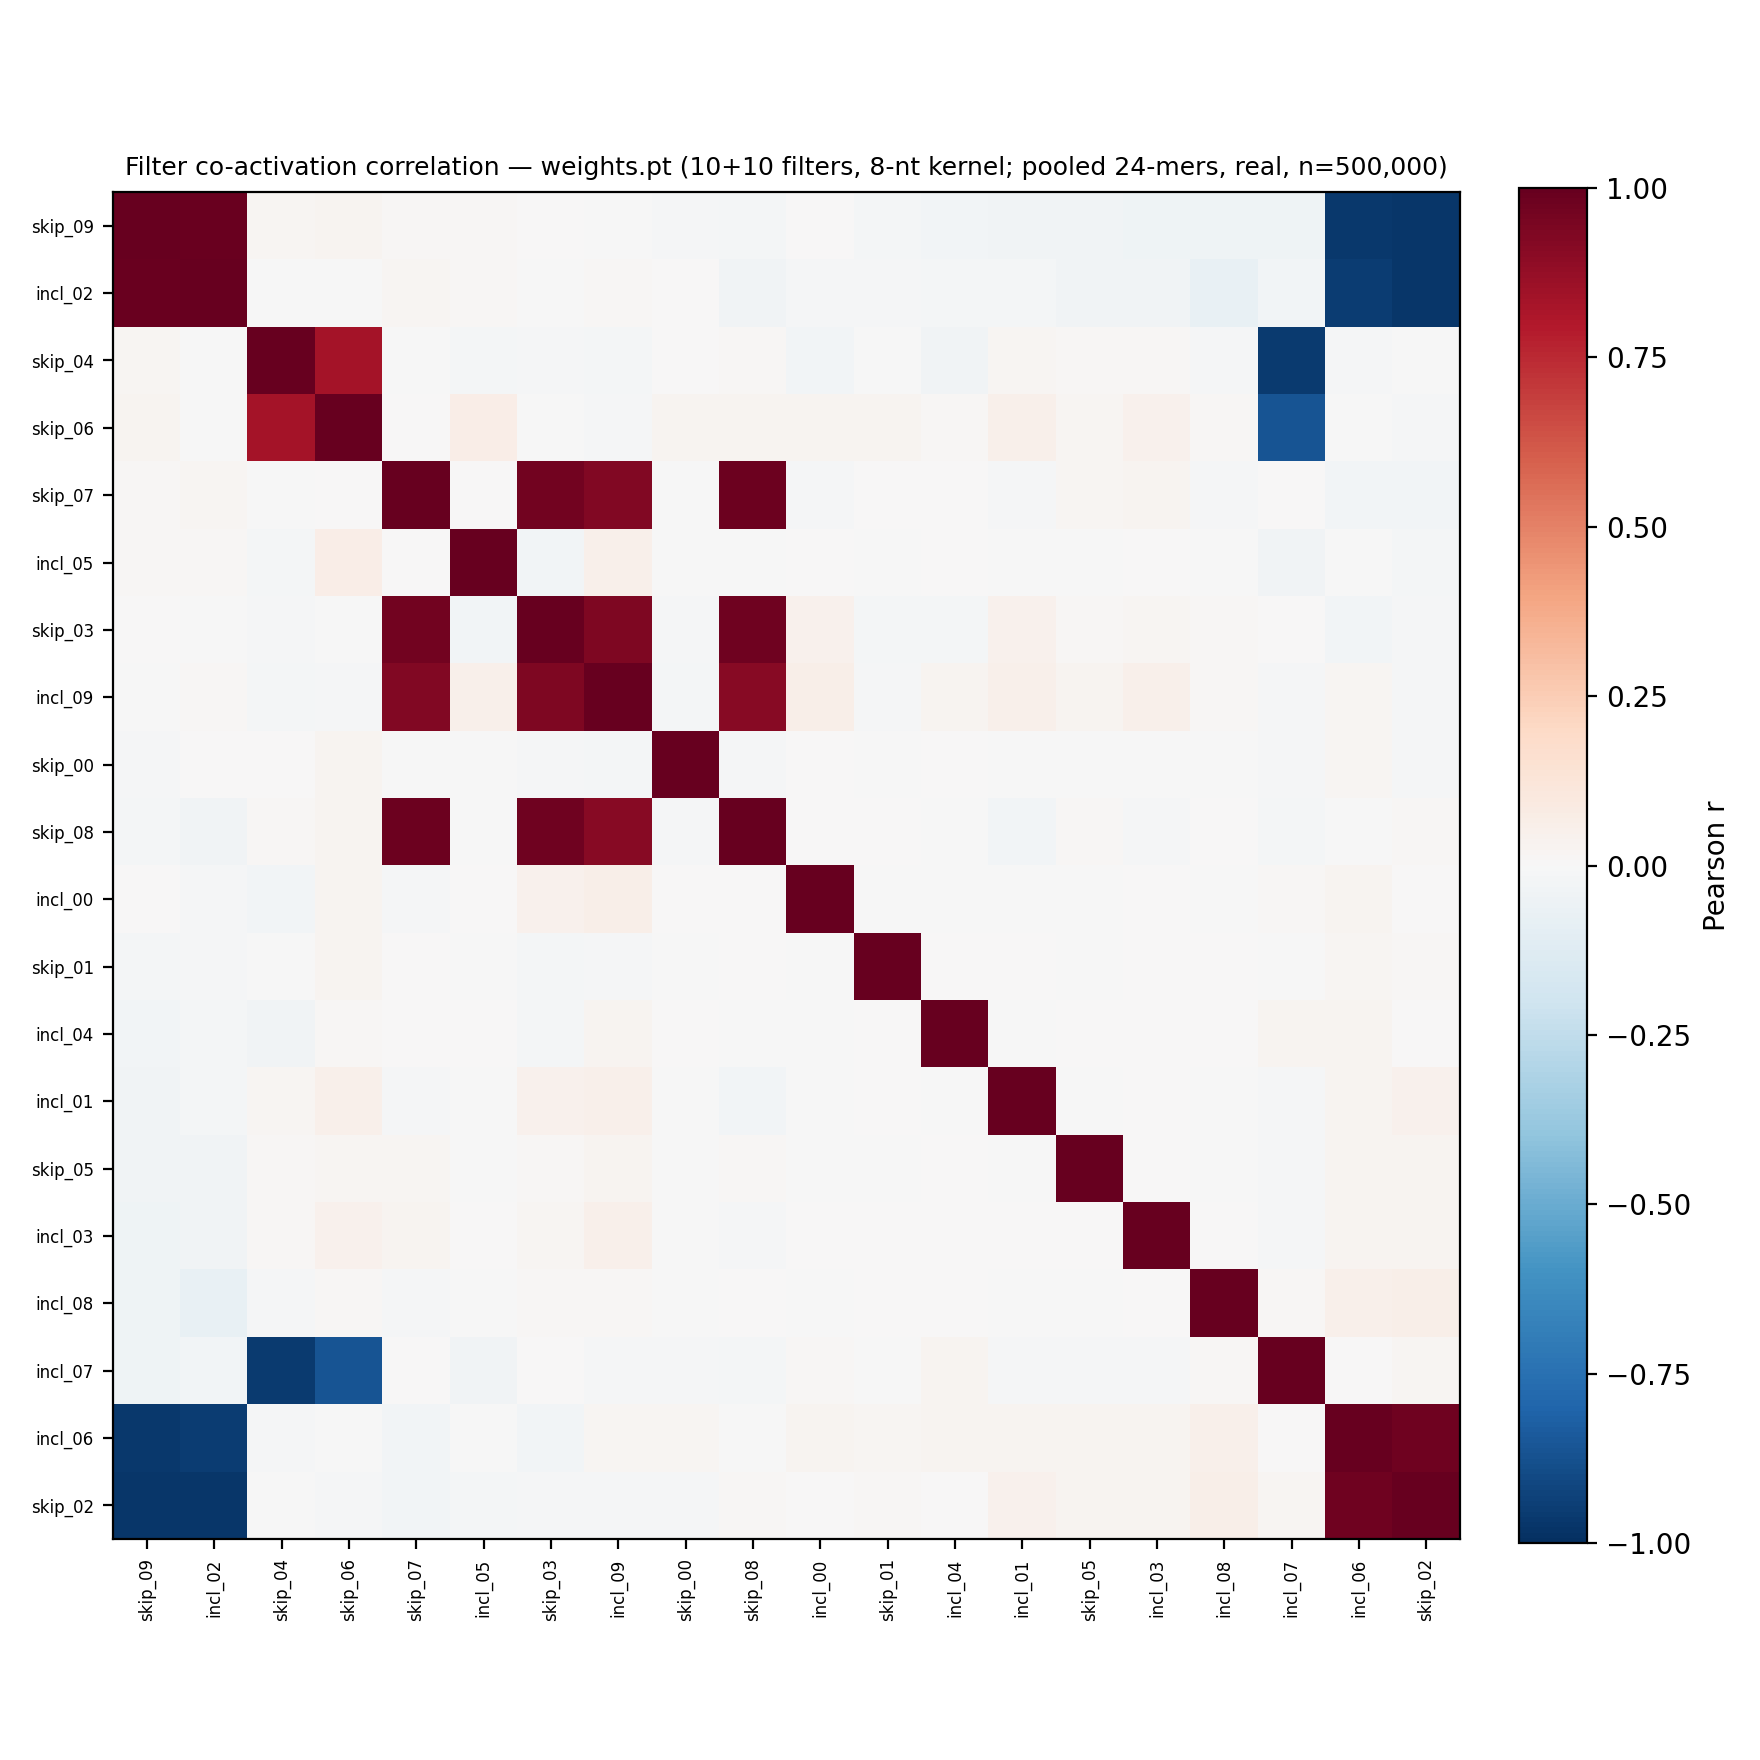 Filter co-activation correlation — weights.pt (10+10 filters, 8-nt kernel; pooled 24-mers, real, n=500,000)
skip_09
incl_02
skip_04
skip_06
skip_07
incl_05
skip_03
incl_09
skip_00
skip_08
incl_00
skip_01
incl_04
incl_01
skip_05
incl_03
incl_08
incl_07
incl_06
skip_02
skip_09
incl_02
skip_04
skip_06
skip_07
incl_05
skip_03
incl_09
skip_00
skip_08
incl_00
skip_01
incl_04
incl_01
skip_05
incl_03
incl_08
incl_07
incl_06
skip_02
1.00
0.75
0.50
0.25
0.00
−0.25
−0.50
−0.75
−1.00
Pearson r